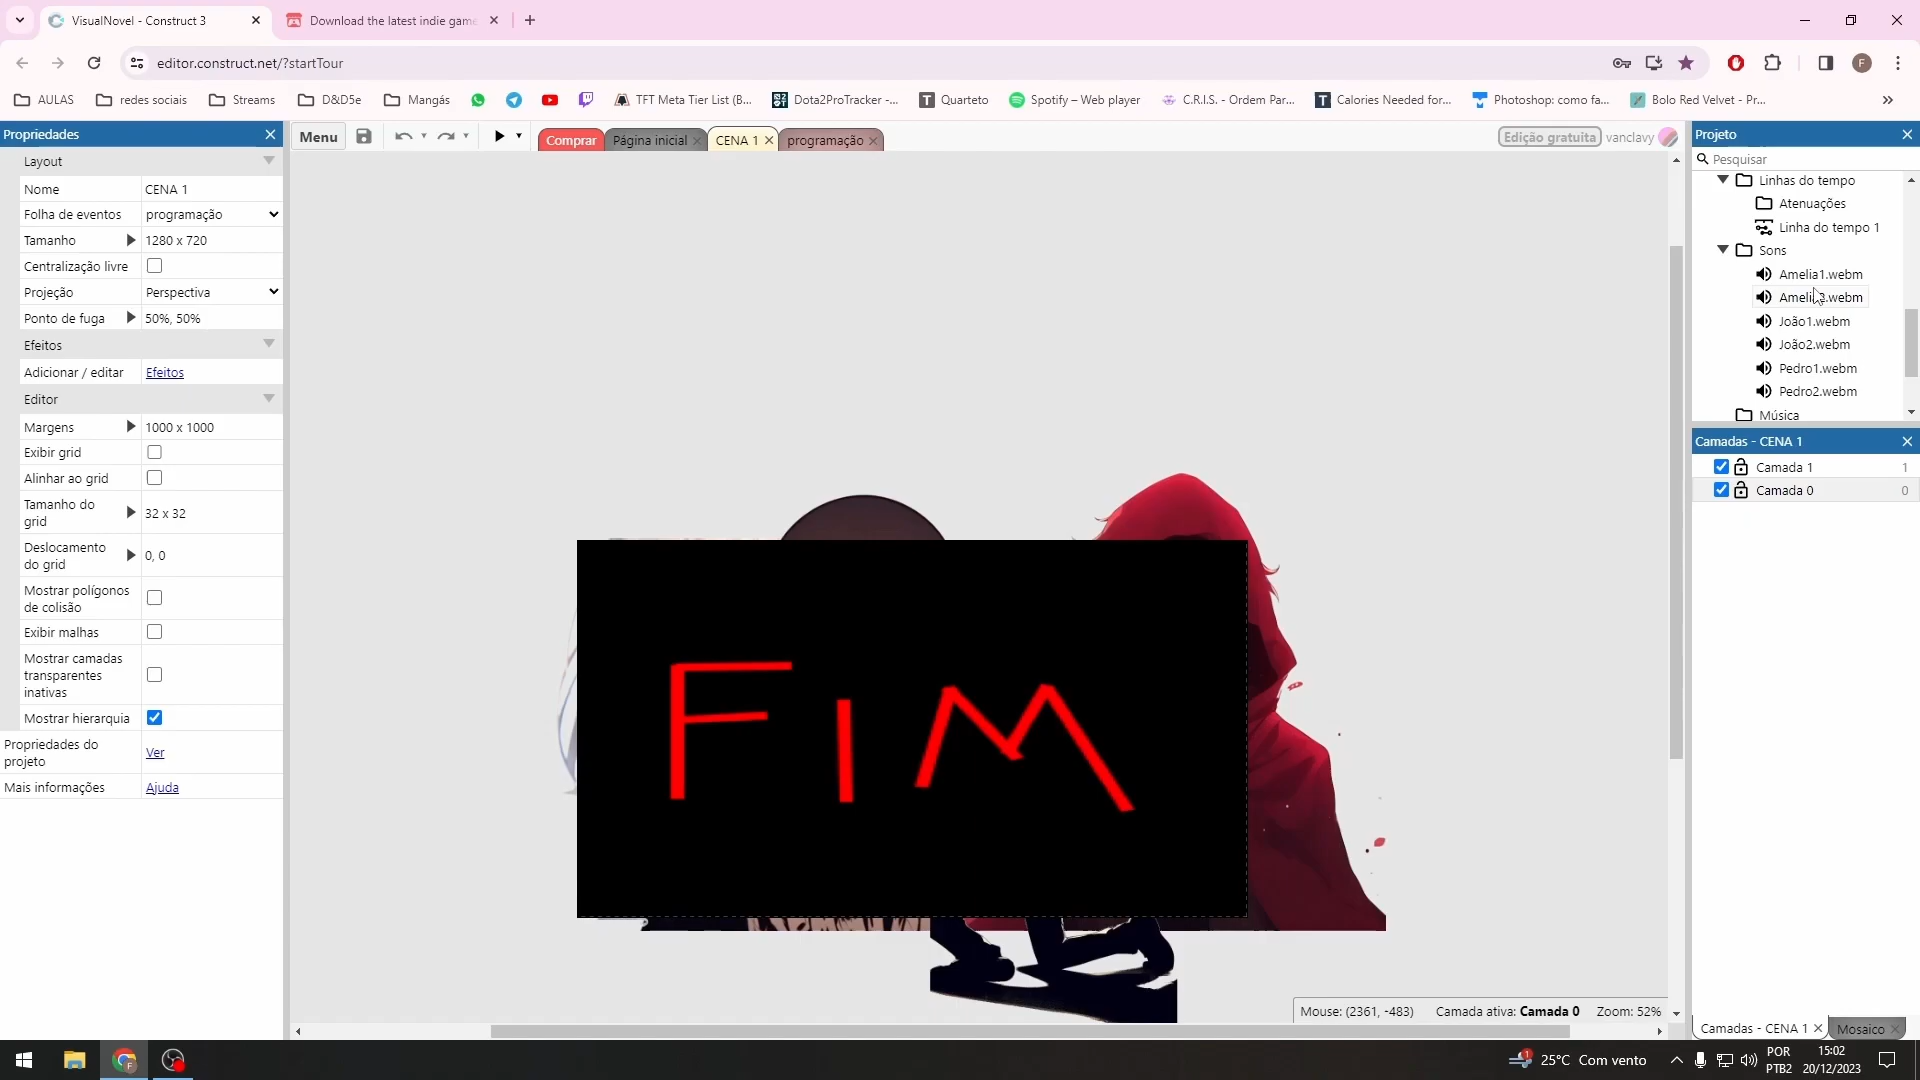 VisualNovel - Construct 3
Download the latest indie game
editor.construct.net/?startTour
AULAS
redes sociais
Streams
D&D5e
Mangás
TFT Meta Tier List (B...
Dota2ProTracker -...
Quarteto
Spotify – Web player
C.R.I.S. - Ordem Par...
Calories Needed for...
Photoshop: como fa...
Bolo Red Velvet - Pr...
Propriedades
Menu
Comprar
Página inicial
CENA 1
programação
Edição gratuita
vanclavy
Projeto
Pesquisar
Layout
Nome CENA 1
Folha de eventos programação
Tamanho 1280 x 720
Centralização livre
Projeção Perspectiva
Ponto de fuga 50%, 50%
Efeitos
Adicionar / editar Efeitos
Editor
Margens 1000 x 1000
Exibir grid
Alinhar ao grid
Tamanho do
grid 32 x 32
Deslocamento
do grid 0, 0
Mostrar polígonos
de colisão
Exibir malhas
Mostrar camadas
transparentes
inativas
Mostrar hierarquia
Propriedades do
projeto Ver
Mais informações Ajuda
FIM
Linhas do tempo
Atenuações
Linha do tempo 1
Sons
Amelia1.webm
João1.webm
João2.webm
Pedro1.webm
Pedro2.webm
Música
Camadas - CENA 1
Camada 1 1
Camada 0 0
Mouse: (2361, -483) Camada ativa: Camada 0 Zoom: 52%
Camadas - CENA 1
Mosaico
25°C Com vento
POR
PTB2
15:02
20/12/2023